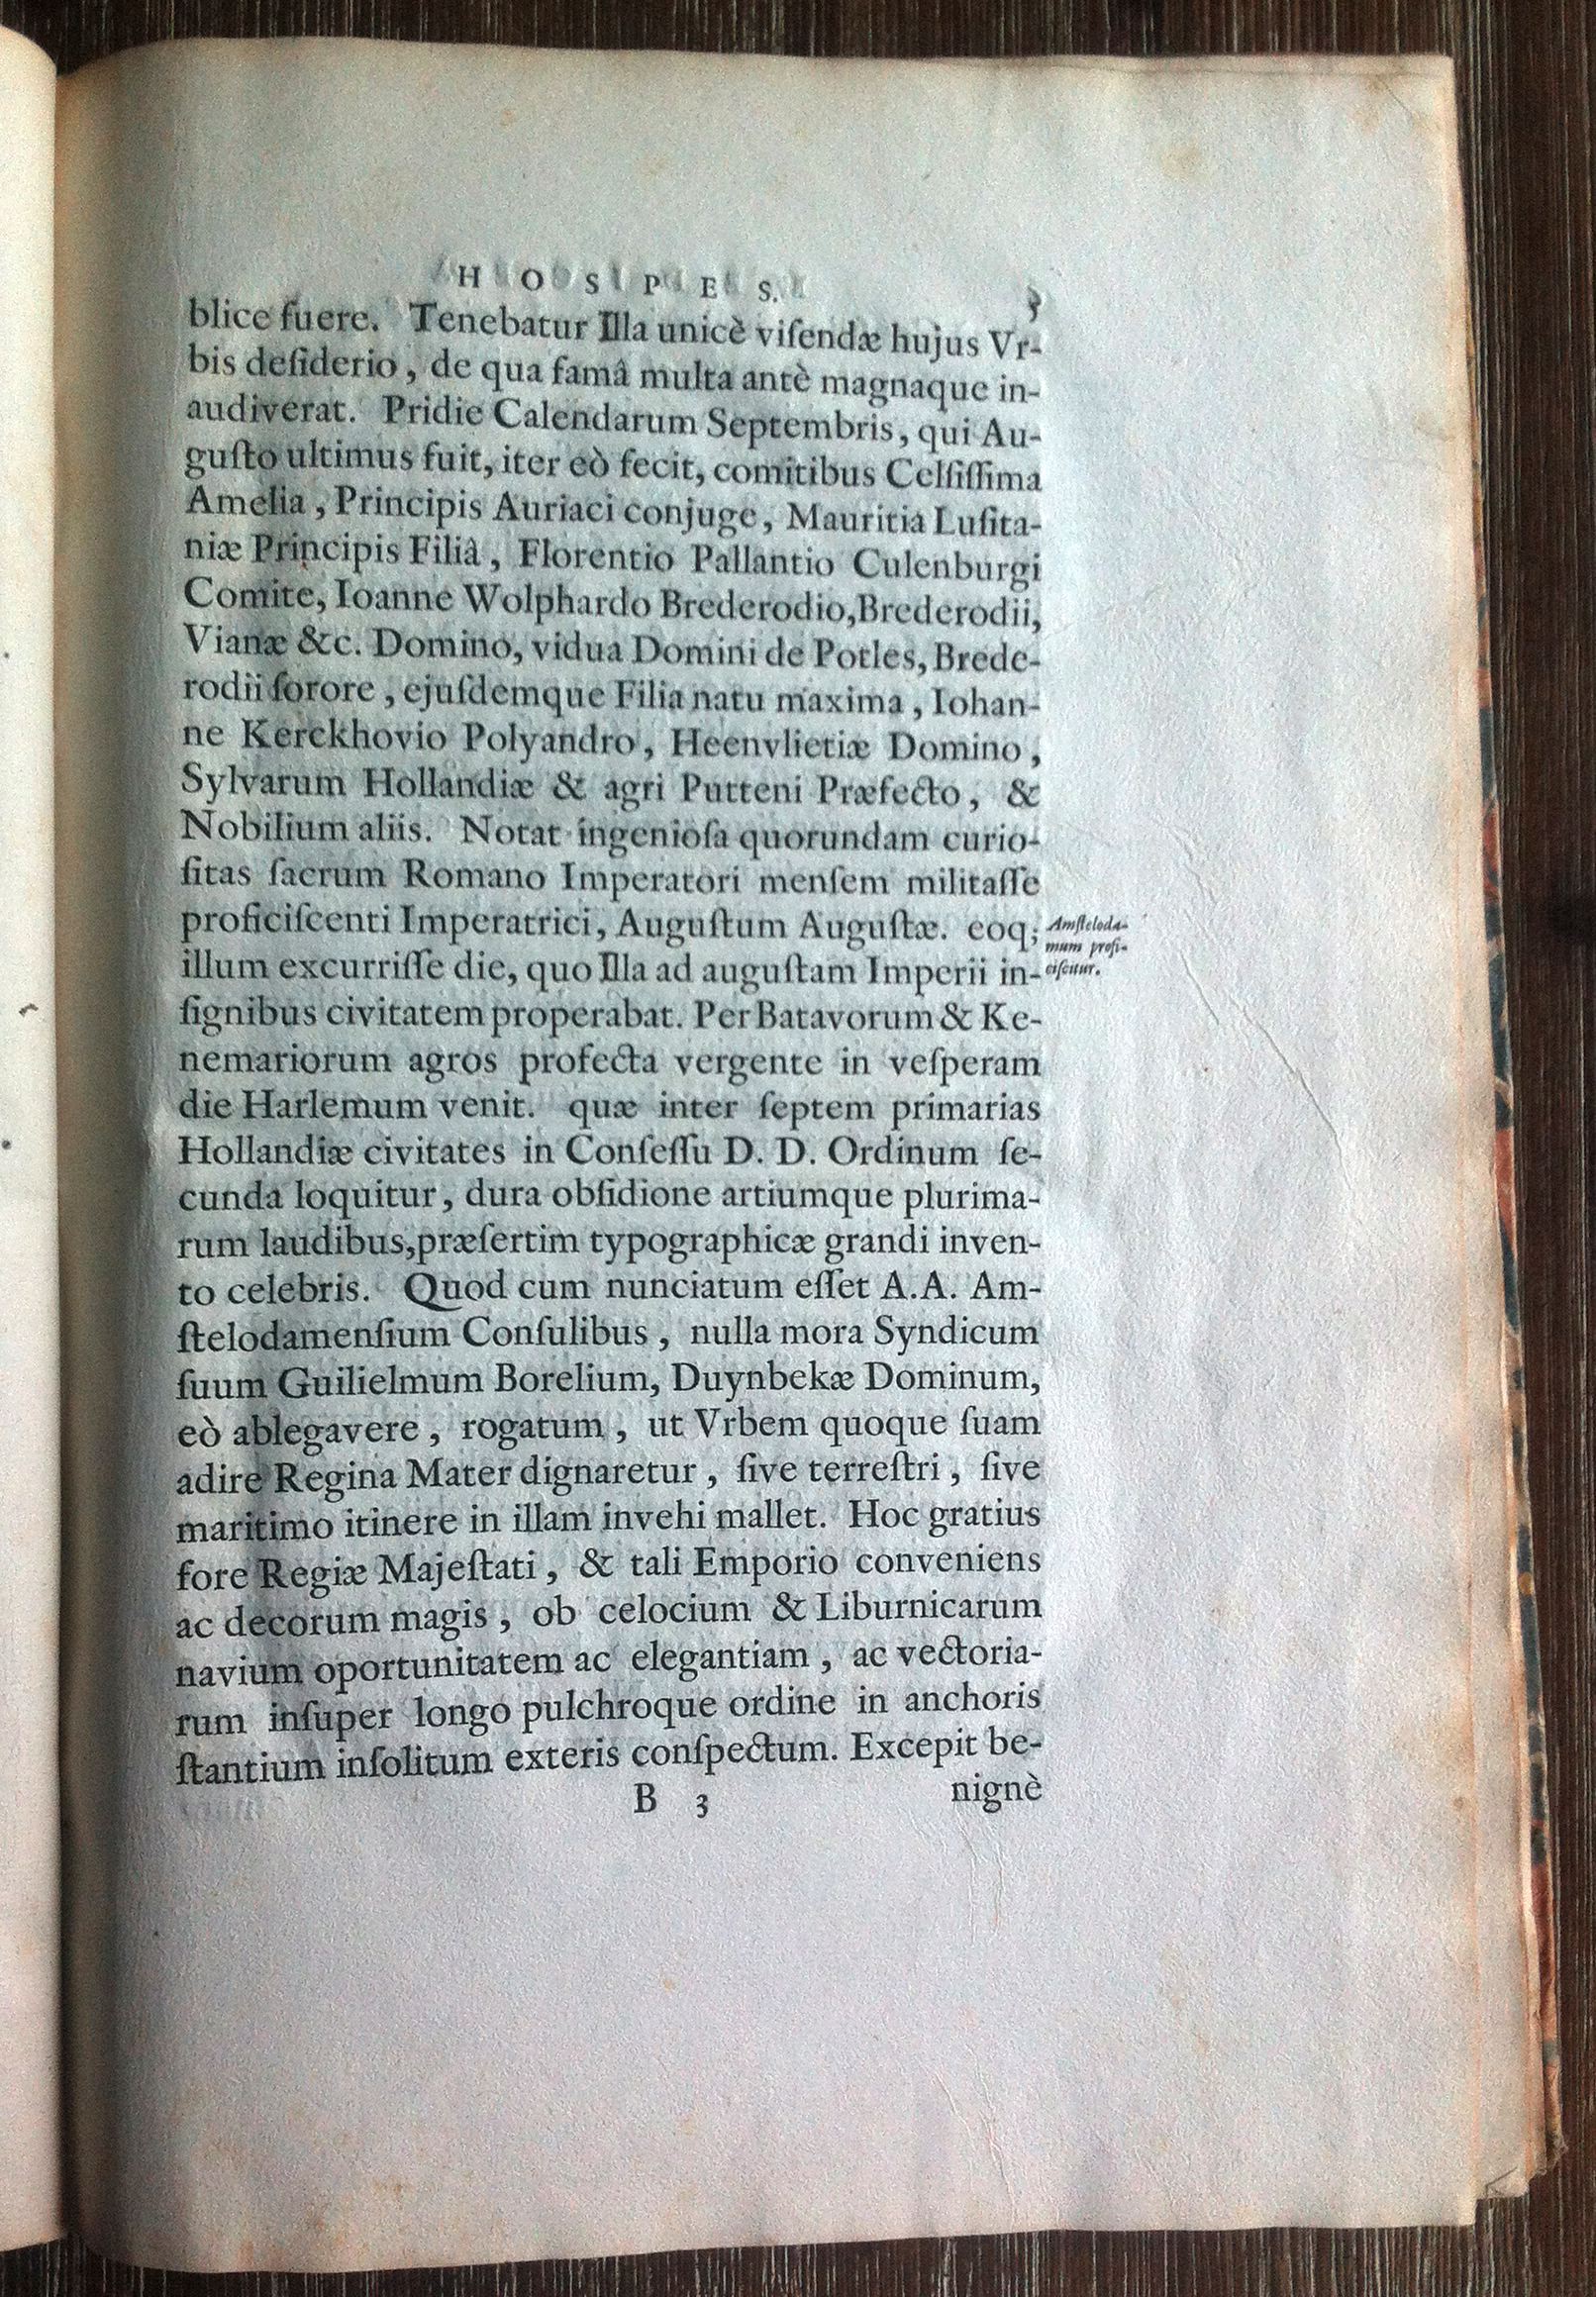 HOSPES.
blice fuere. Tenebatur Illa unicè viſendæ hujus Vr-
bis deſiderio, de qua famâ multa antè magnaque in-
audiverat. Pridie Calendarum Septembris, qui Au-
guſto ultimus fuit, iter eò fecit, comitibus Celſiſſima
Amelia, Principis Auriaci conjuge, Mauritia Luſita-
niæ Principis Filiâ, Florentio Pallantio Culenburgi
Comite, Ioanne Wolphardo Brederodio, Brederodii,
Vianæ &c. Domino, vidua Domini de Potles, Brede-
rodii ſorore, ejuſdemque Filia natu maxima, Iohan-
ne Kerckhovio Polyandro, Heenvlietiæ Domino,
Sylvarum Hollandiæ & agri Putteni Præfecto, &
Nobilium aliis. Notat ingenioſa quorundam curio-
ſitas ſacrum Romano Imperatori menſem militaſſe
proficiſcenti Imperatrici, Auguſtum Auguſtæ. eoq;
illum excurriſſe die, quo Illa ad auguſtam Imperii in-
ſignibus civitatem properabat. Per Batavorum & Ke-
nemariorum agros profecta vergente in veſperam
die Harlemum venit. quæ inter ſeptem primarias
Hollandiæ civitates in Conſeſſu D. D. Ordinum ſe-
cunda loquitur, dura obſidione artiumque plurima-
rum laudibus, præſertim typographicæ grandi inven-
to celebris. Quod cum nunciatum eſſet A.A. Am-
ſtelodamenſium Conſulibus, nulla mora Syndicum
ſuum Guilielmum Borelium, Duynbekæ Dominum,
eò ablegavere, rogatum, ut Vrbem quoque ſuam
adire Regina Mater dignaretur, ſive terreſtri, ſive
maritimo itinere in illam invehi mallet. Hoc gratius
fore Regiæ Majeſtati, & tali Emporio conveniens
ac decorum magis, ob celocium & Liburnicarum
navium oportunitatem ac elegantiam, ac vectoria-
rum inſuper longo pulchroque ordine in anchoris
ſtantium inſolitum exteris conſpectum. Excepit be-
B 3 nignè
Amſteloda-
mum profi-
ciſcitur.